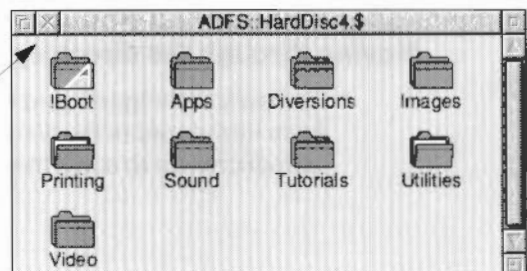 ADFS::HardDisc4.$
!Boot Apps Diversions Images
Printing Sound Tutorials Utilities
Video